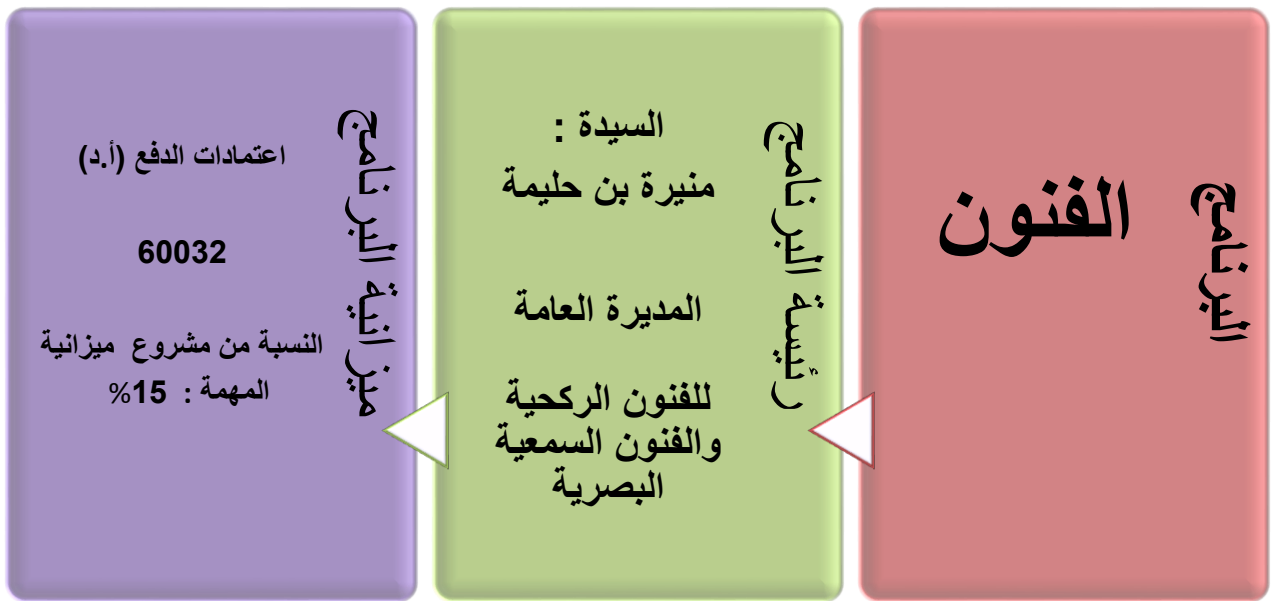 البرنامج
الفنون
رئيسة البرنامج
السيدة :
منيرة بن حليمة
المديرة العامة
للفنون الركحية
والفنون السمعية
البصرية
ميزانية البرنامج
اعتمادات الدفع (أ.د)
60032
النسبة من مشروع ميزانية
المهمة : 15%